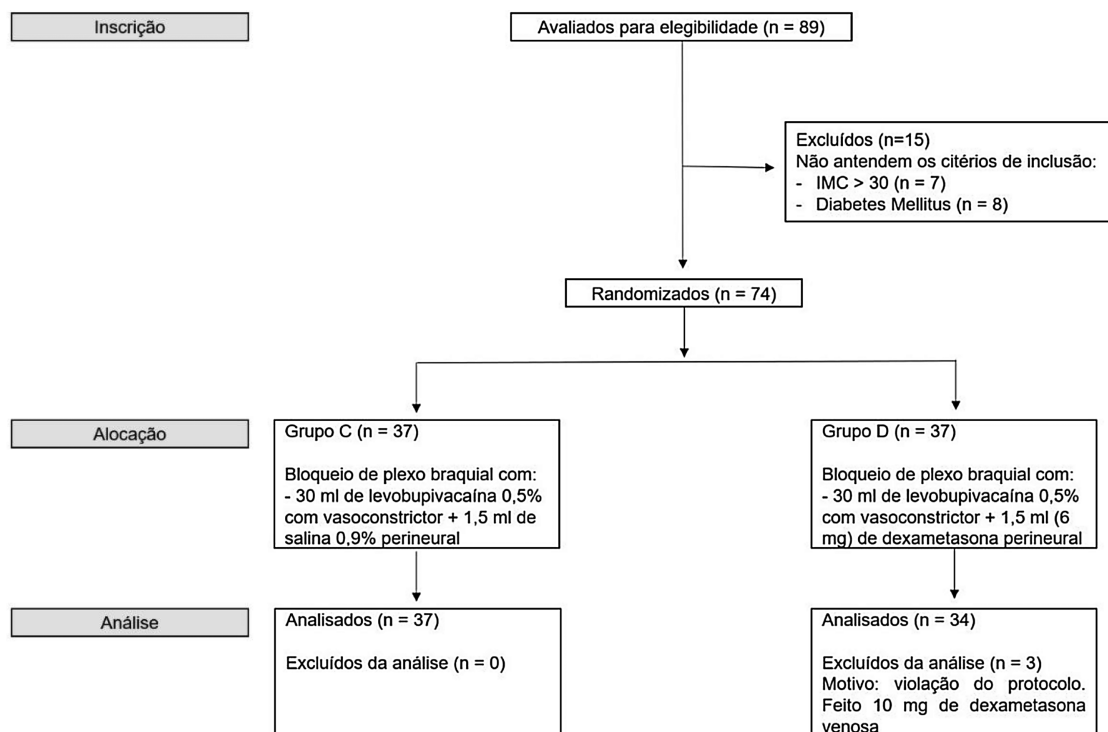 Inscrição
Avaliados para elegibilidade (n = 89)
Excluídos (n=15)
Não antendem os citérios de inclusão:
- IMC > 30 (n = 7)
- Diabetes Mellitus (n = 8)
Randomizados (n = 74)
Alocação
Grupo C (n = 37)
Bloqueio de plexo braquial com:
- 30 ml de levobupivacaína 0,5%
com vasoconstrictor + 1,5 ml de
salina 0,9% perineural
Grupo D (n = 37)
Bloqueio de plexo braquial com:
- 30 ml de levobupivacaína 0,5%
com vasoconstrictor + 1,5 ml (6
mg) de dexametasona perineural
Análise
Analisados (n = 37)
Excluídos da análise (n = 0)
Analisados (n = 34)
Excluídos da análise (n = 3)
Motivo: violação do protocolo.
Feito 10 mg de dexametasona
venosa